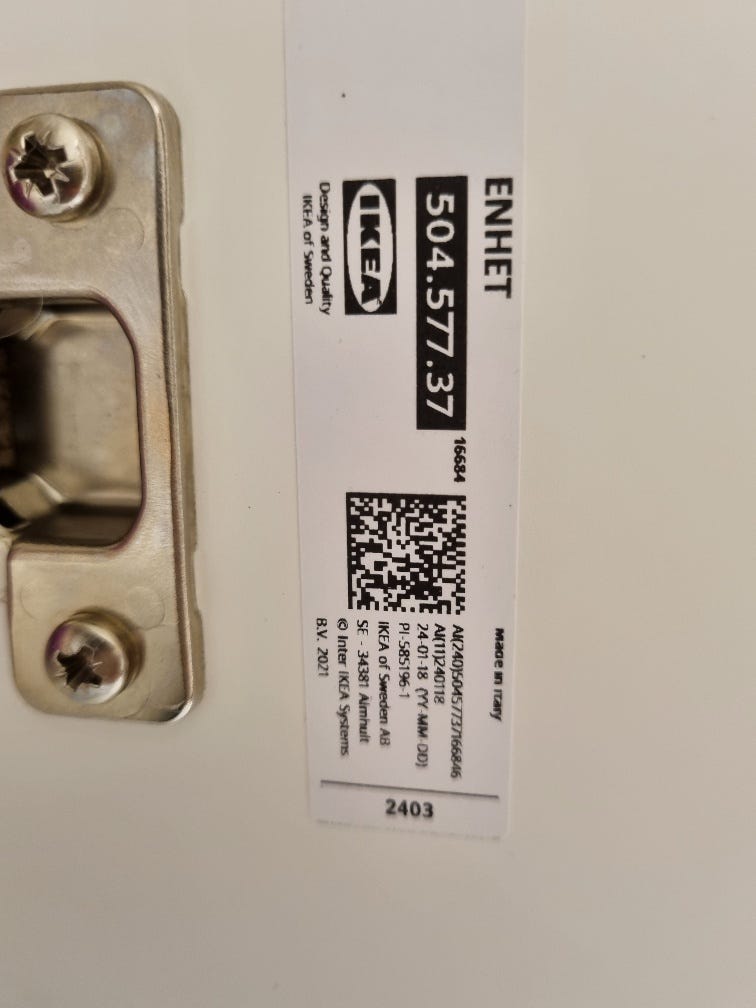 ENHET
504.577.37
16684
IKEA
Design and Quality
IKEA of Sweden
Made in Italy
AI(240)50457737166846
AI(11)240118
24-01-18 (YY-MM-DD)
PI-585196-1
IKEA of Sweden AB
SE - 34381 Älmhult
© Inter IKEA Systems
B.V. 2021
2403